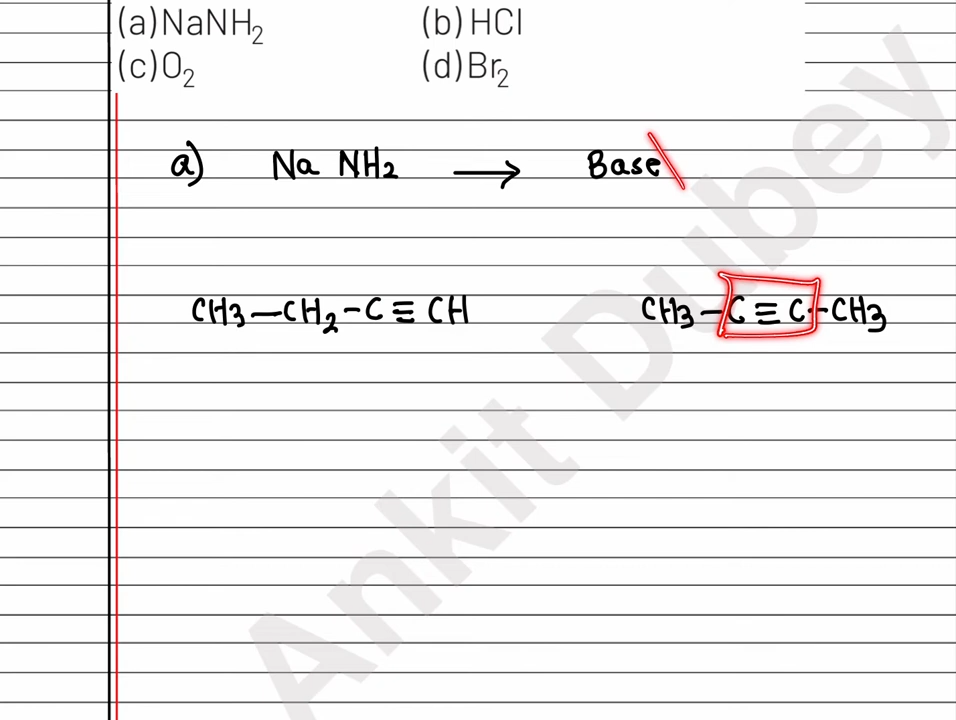 (a) NaNH₂ (b) HCl
(c) O₂ (d) Br₂
a) Na NH₂ ⟶ Base
CH₃—CH₂—C≡CH CH₃—C≡C—CH₃
Ankit Dubey